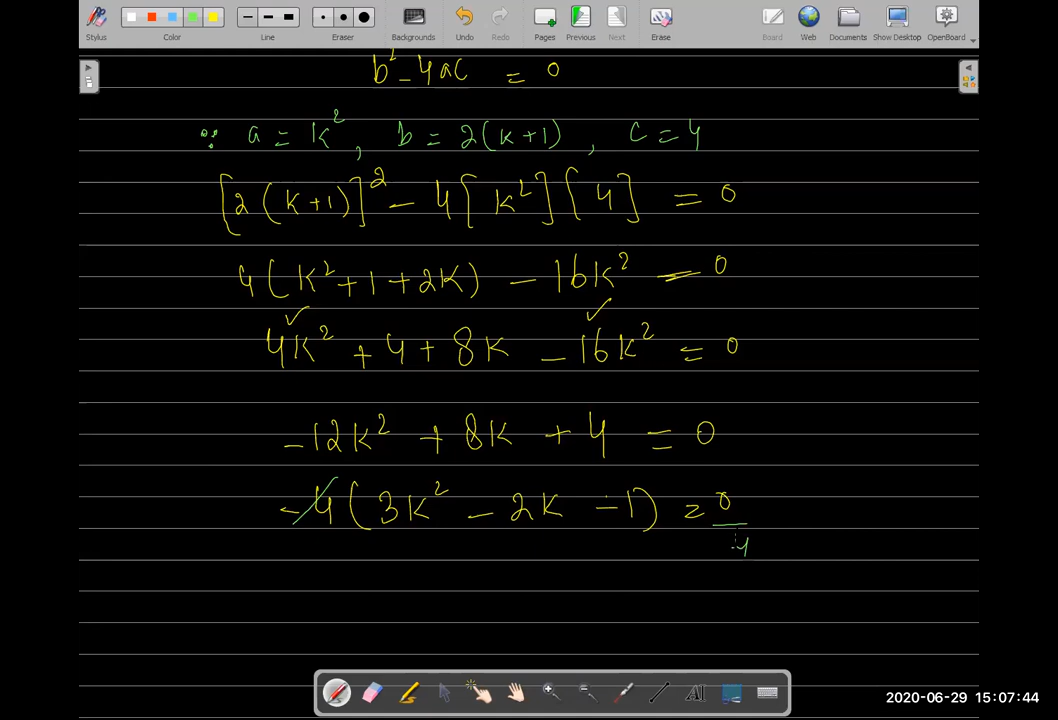 Stylus Color Line Eraser Backgrounds Undo Redo Pages Previous Next Erase Board Web Documents Show Desktop OpenBoard
b² - 4ac = 0
∵ a = k², b = 2(k+1), c = 4
[2(k+1)]² - 4[k²][4] = 0
4(k²+1+2k) - 16k² = 0
4k² + 4 + 8k - 16k² = 0
-12k² + 8k + 4 = 0
-4(3k² - 2k - 1) = 0/-4
AI
2020-06-29 15:07:44